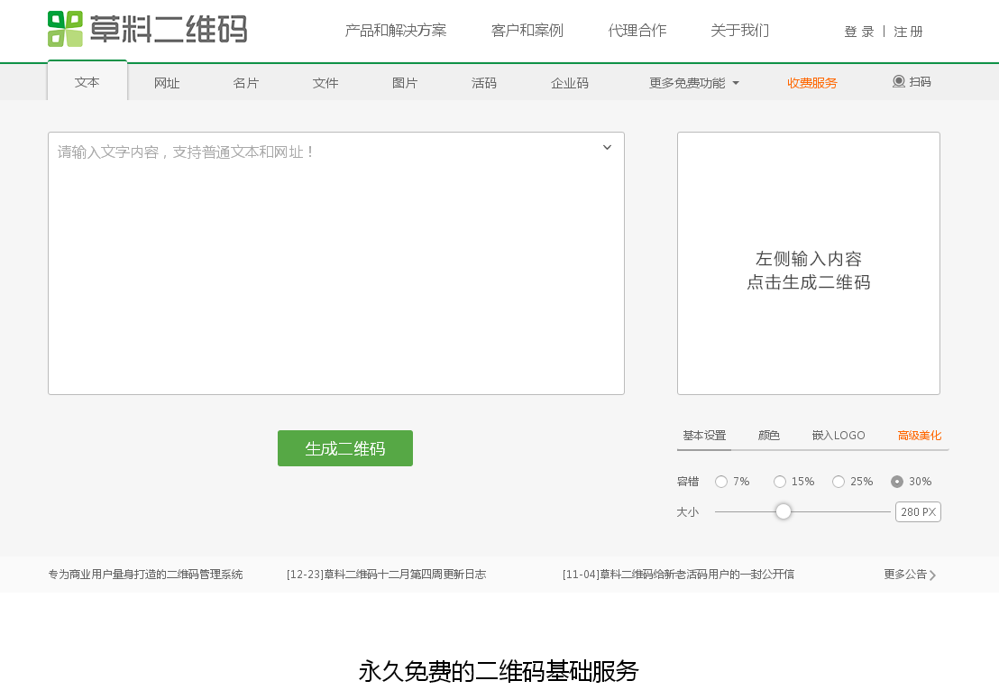 草料二维码
产品和解决方案 客户和案例 代理合作 关于我们 登 录 | 注 册
文本 网址 名片 文件 图片 活码 企业码 更多免费功能 收费服务 扫码
请输入文字内容，支持普通文本和网址！
左侧输入内容
点击生成二维码
生成二维码
基本设置 颜色 嵌入LOGO 高级美化
容错 7% 15% 25% 30%
大小 280 PX
专为商业用户量身打造的二维码管理系统 [12-23]草料二维码十二月第四周更新日志 [11-04]草料二维码给新老活码用户的一封公开信 更多公告
永久免费的二维码基础服务